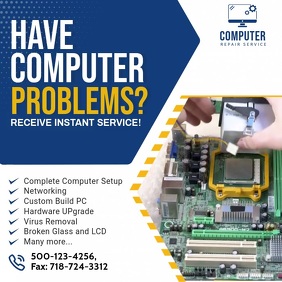 HAVE
COMPUTER
PROBLEMS?
RECEIVE INSTANT SERVICE!
COMPUTER
REPAIR SERVICE
Complete Computer Setup
Networking
Custom Build PC
Hardware UPgrade
Virus Removal
Broken Glass and LCD
Many more...
500-123-4256,
Fax: 718-724-3312